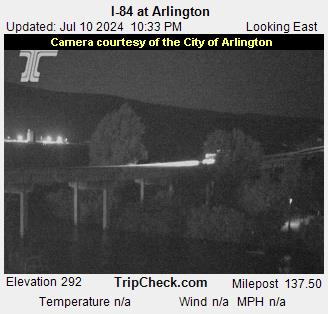 I-84 at Arlington
Updated: Jul 10 2024 10:33 PM Looking East
Camera courtesy of the City of Arlington
Elevation 292 TripCheck.com Milepost 137.50
Temperature n/a Wind n/a MPH n/a